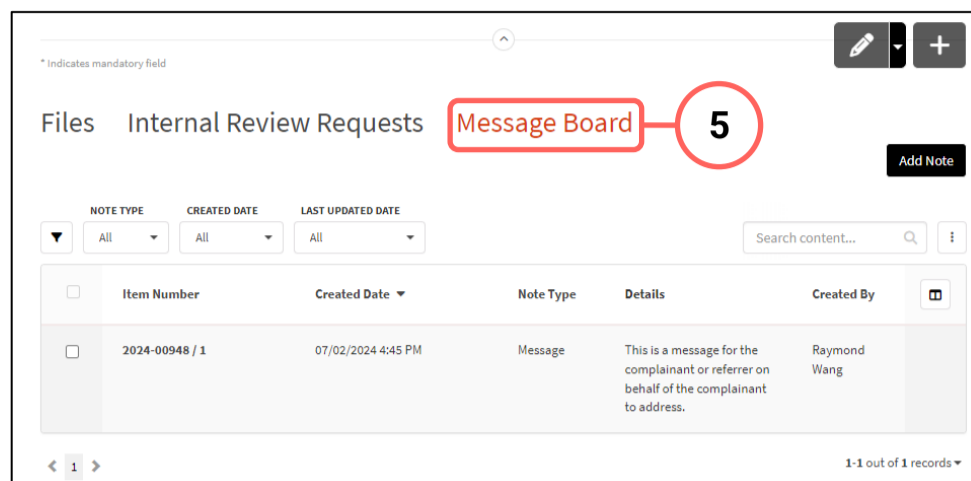 * Indicates mandatory field
Files Internal Review Requests Message Board 5
Add Note
NOTE TYPE CREATED DATE LAST UPDATED DATE
All All All Search content...
Item Number Created Date Note Type Details Created By
2024-00948 / 1 07/02/2024 4:45 PM Message This is a message for the Raymond
complainant or referrer on Wang
behalf of the complainant
to address.
1 1-1 out of 1 records